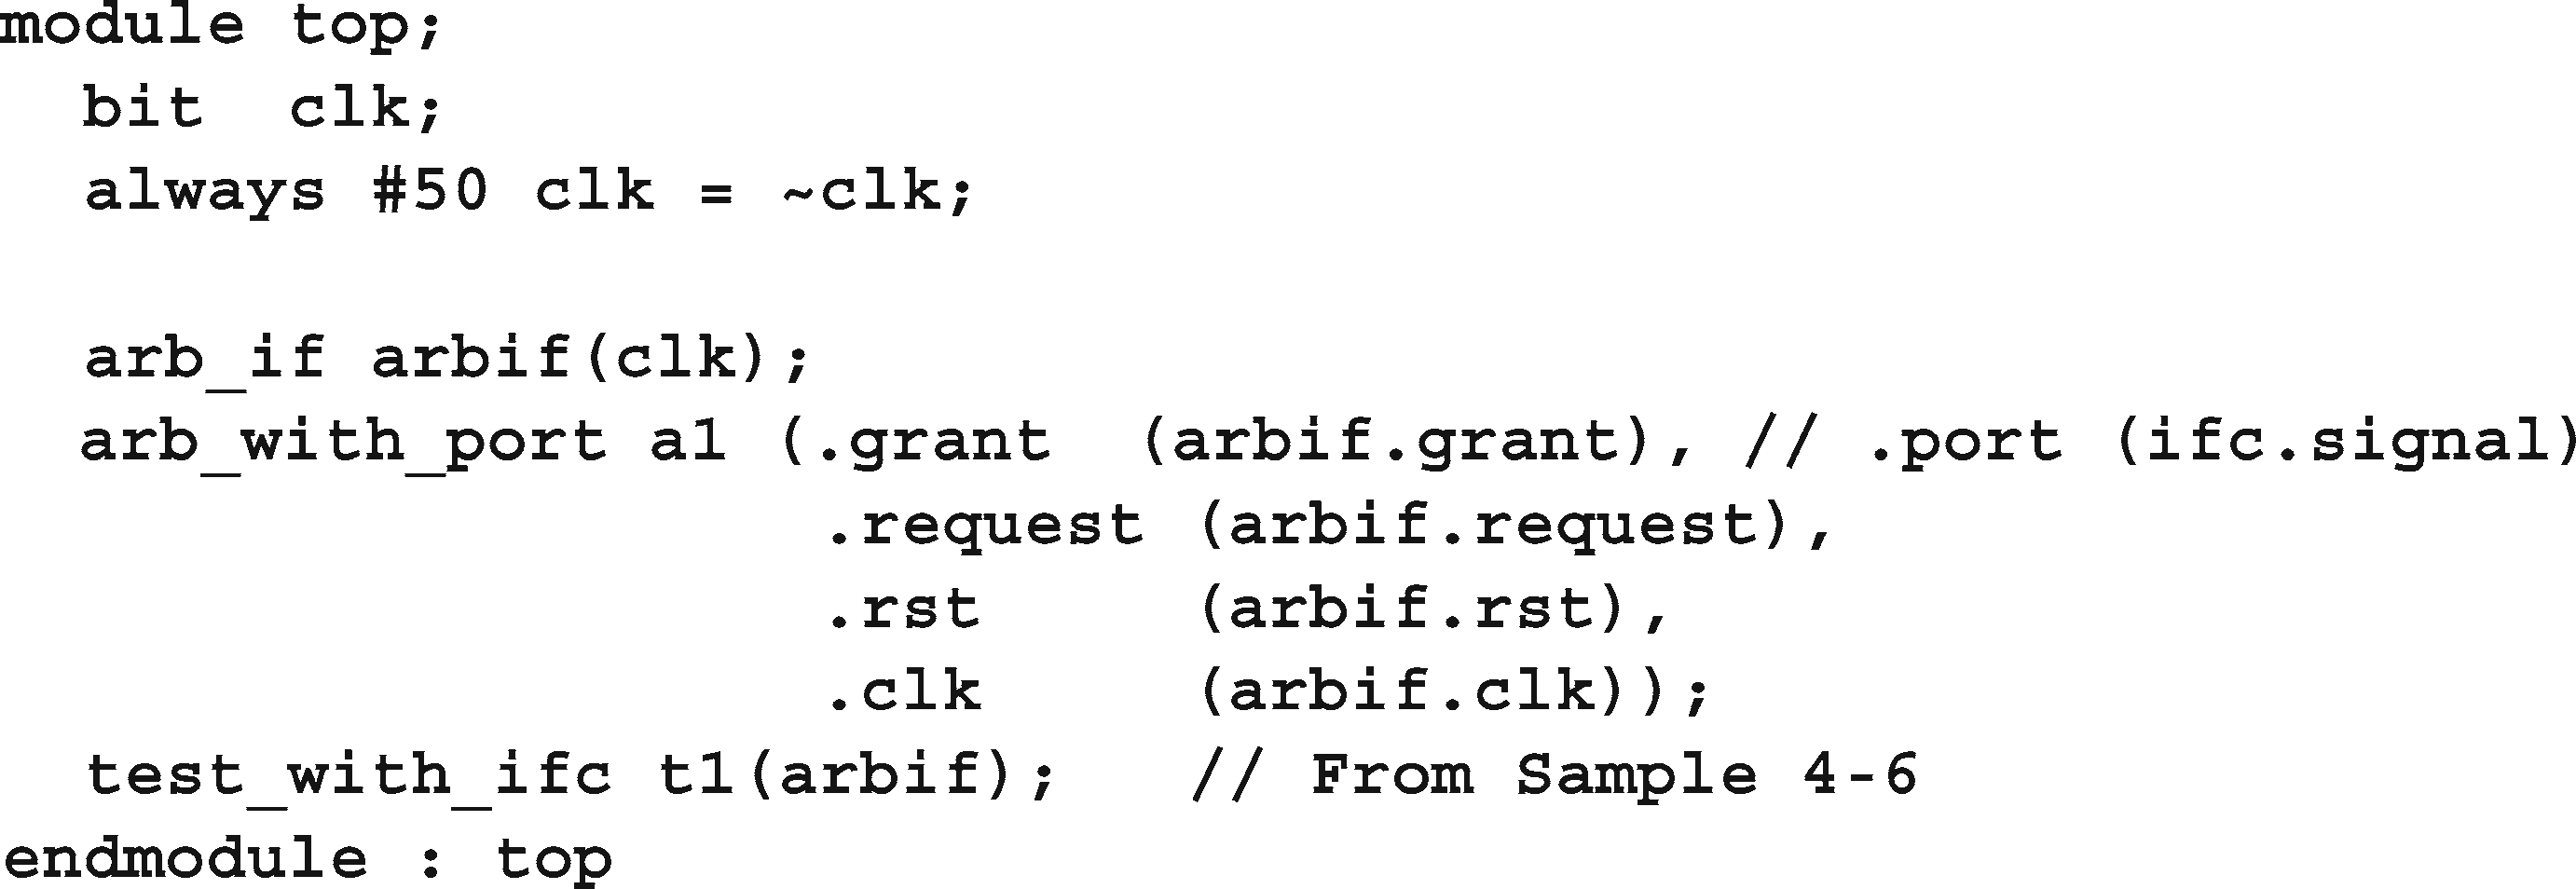 module top;
  bit  clk;
  always #50 clk = ~clk;

  arb_if arbif(clk);
  arb_with_port a1 (.grant  (arbif.grant), // .port (ifc.signal)
                    .request (arbif.request),
                    .rst     (arbif.rst),
                    .clk     (arbif.clk));
  test_with_ifc t1(arbif);   // From Sample 4-6
endmodule : top